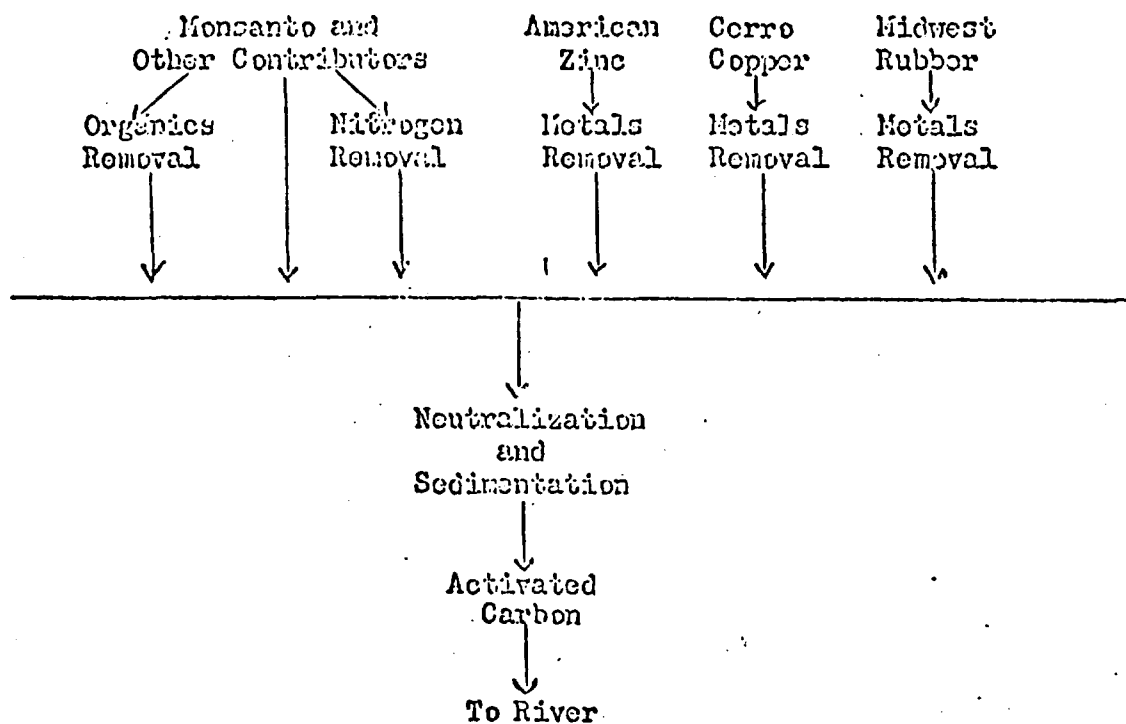 Monsanto and
Other Contributors
American
Zinc
Cerro
Copper
Midwest
Rubber
Organics
Removal
Nitrogen
Removal
Metals
Removal
Metals
Removal
Metals
Removal
Neutralization
and
Sedimentation
Activated
Carbon
To River